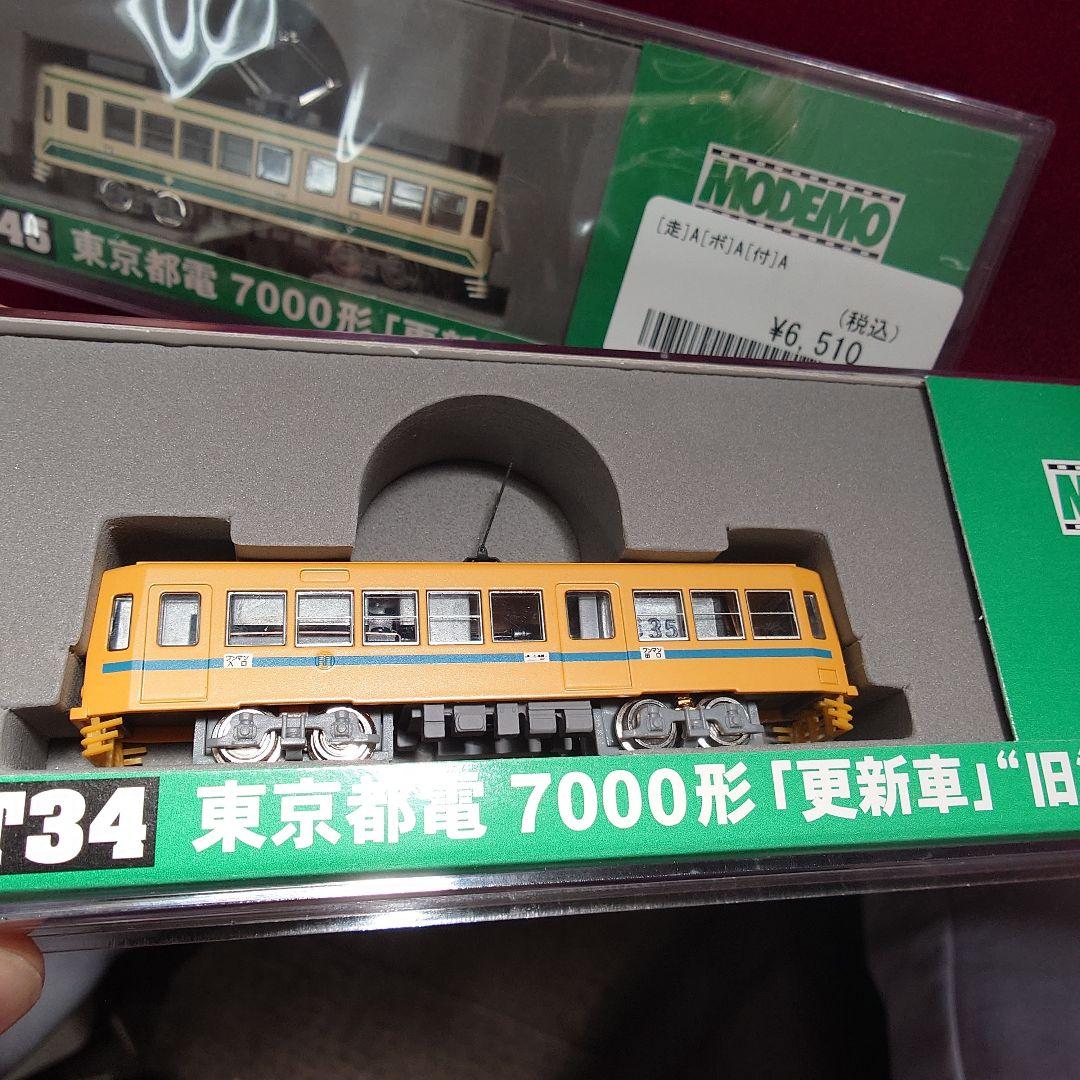 MODEMO
[走]A[ボ]A[付]A
(税込)
¥6,510
45 東京都電 7000形「更新
35
ワンマン
入口
ワンマン
出口
T34 東京都電 7000形「更新車」“旧